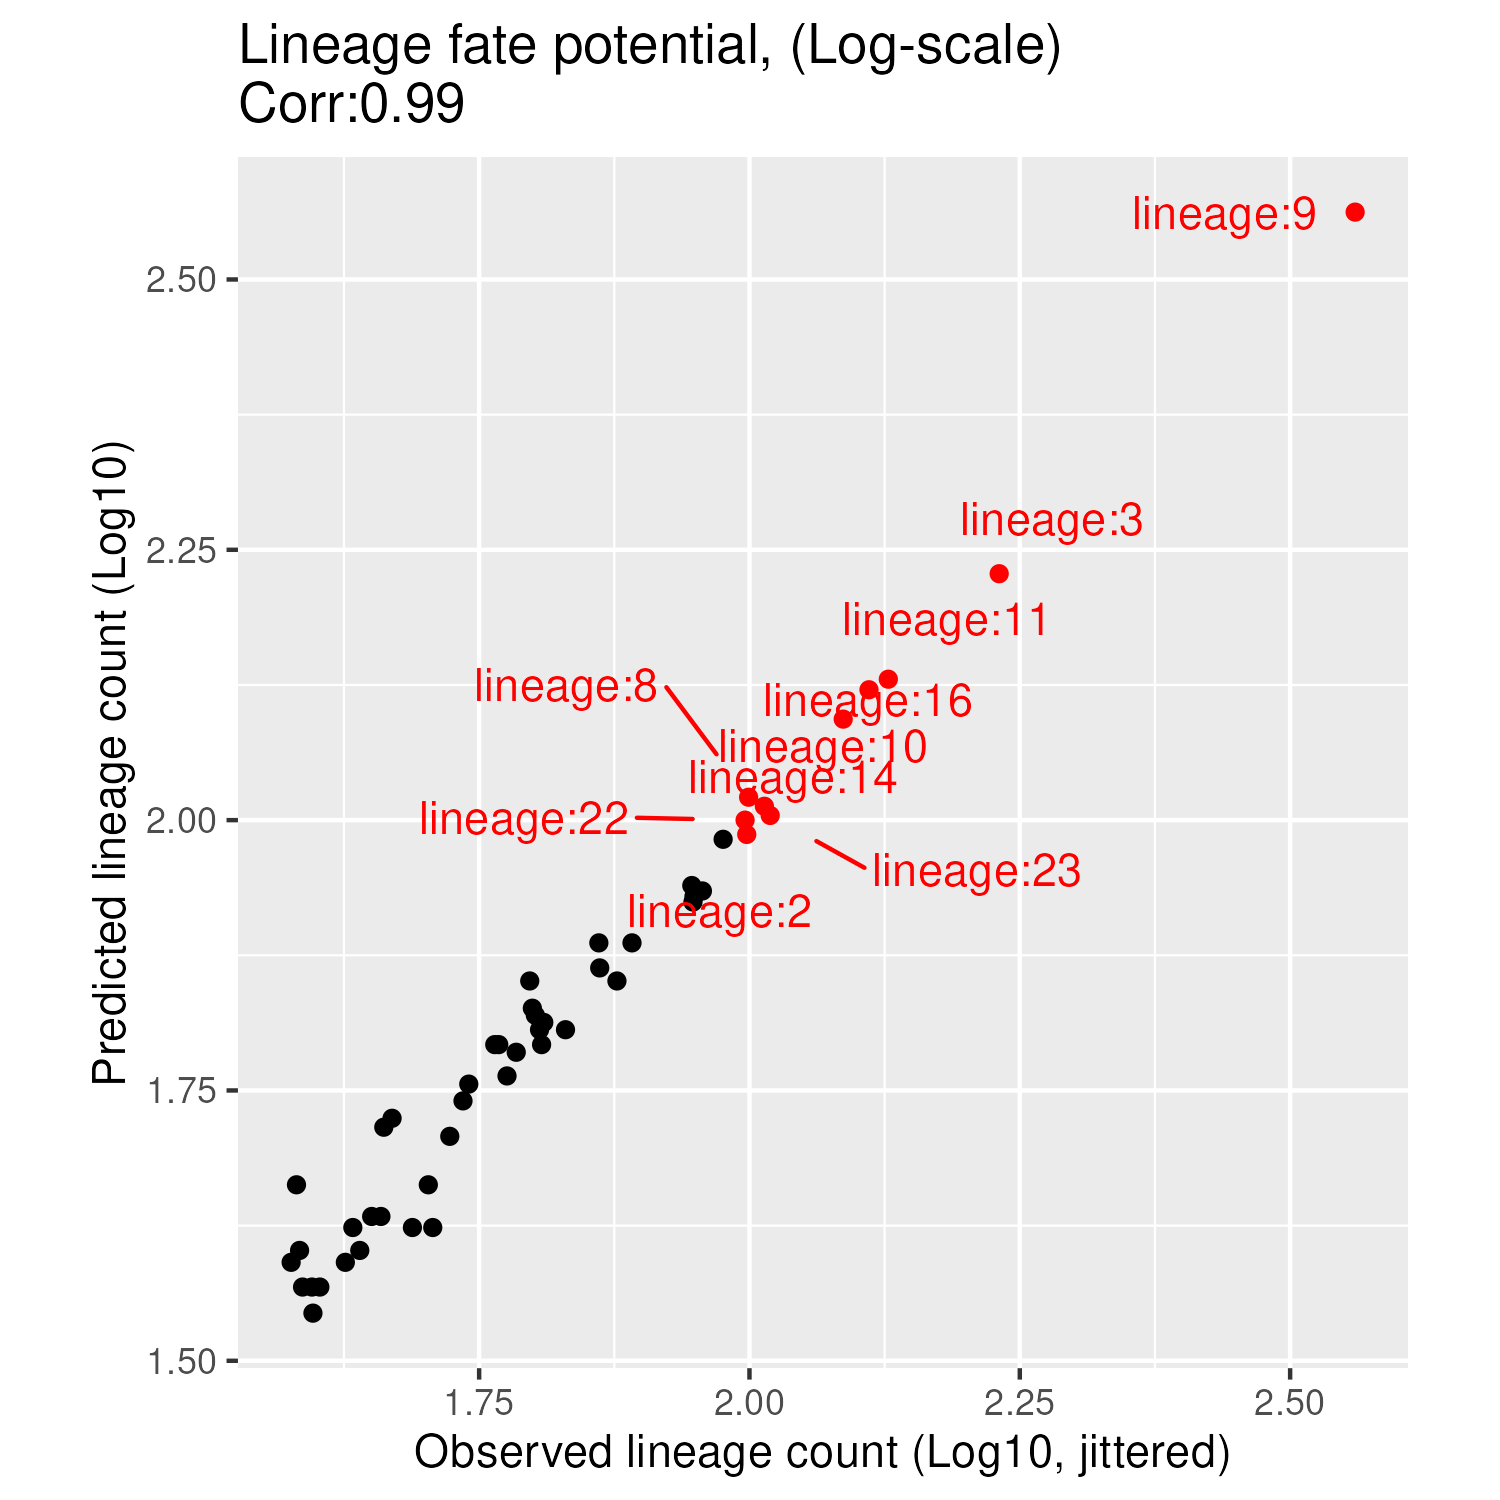 Lineage fate potential, (Log-scale)
Corr:0.99
lineage:9
2.50
lineage:3
2.25
lineage:11
lineage:8
lineage:16
lineage:10
lineage:14
lineage:22
2.00
lineage:23
lineage:2
1.75
1.50
1.75 2.00 2.25 2.50
Observed lineage count (Log10, jittered)
Predicted lineage count (Log10)